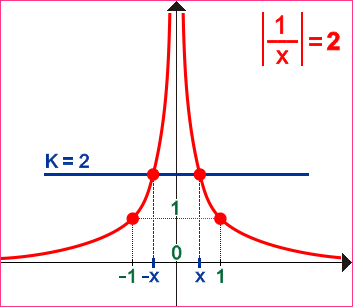 |1/x| = 2
K = 2
1
0
−1 -x x 1